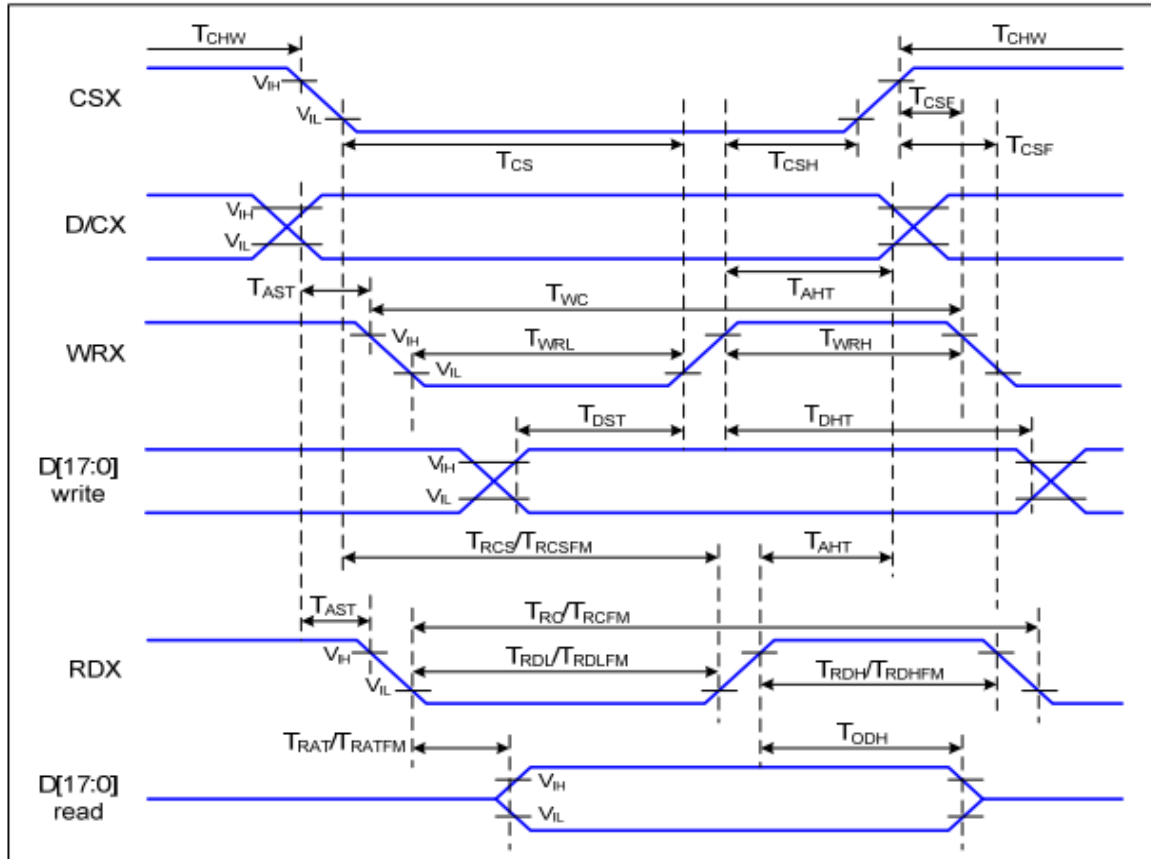 TCHW TCHW
VIH
CSX
VIL
TCSF
TCS TCSH TCSF
VIH
D/CX
VIL
TAST TWC TAHT
VIH
WRX TWRL TWRH
VIL
TDST TDHT
D[17:0] VIH
write VIL
TRCS/TRCSFM TAHT
TAST TRC/TRCFM
VIH
RDX TRDL/TRDLFM TRDH/TRDHFM
VIL
TRAT/TRATFM TODH
D[17:0] VIH
read VIL